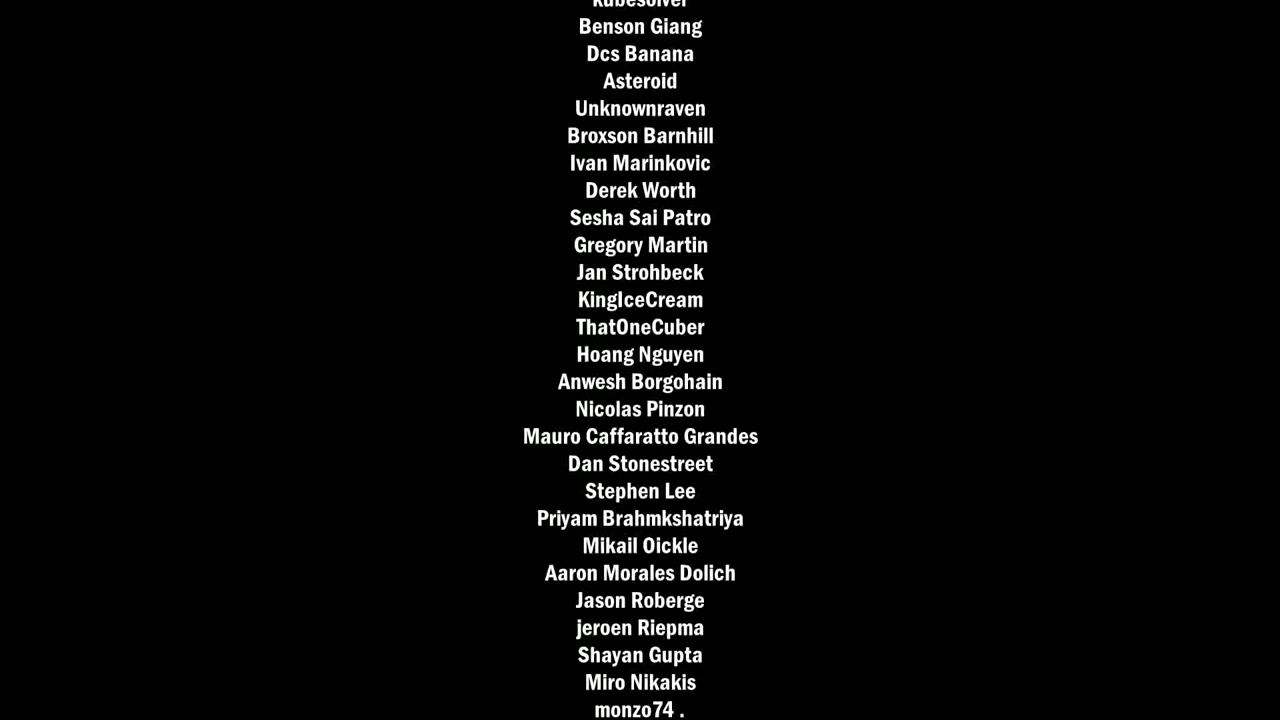 kubesolver
Benson Giang
Dcs Banana
Asteroid
Unknownraven
Broxson Barnhill
Ivan Marinkovic
Derek Worth
Sesha Sai Patro
Gregory Martin
Jan Strohbeck
KingIceCream
ThatOneCuber
Hoang Nguyen
Anwesh Borgohain
Nicolas Pinzon
Mauro Caffaratto Grandes
Dan Stonestreet
Stephen Lee
Priyam Brahmkshatriya
Mikail Oickle
Aaron Morales Dolich
Jason Roberge
jeroen Riepma
Shayan Gupta
Miro Nikakis
monzo74 .